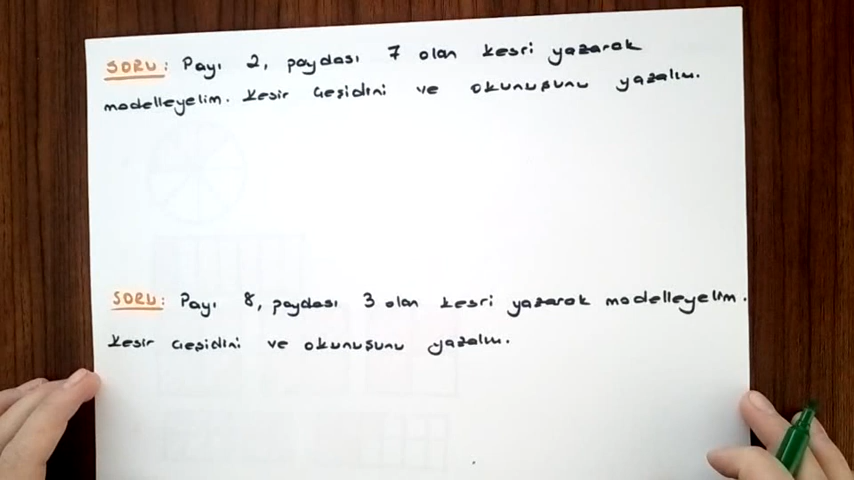 SORU: Payı 2, paydası 7 olan kesri yazarak
modelleyelim. Kesir çeşidini ve okunuşunu yazalım.
SORU: Payı 8, paydası 3 olan kesri yazarak modelleyelim.
Kesir çeşidini ve okunuşunu yazalım.